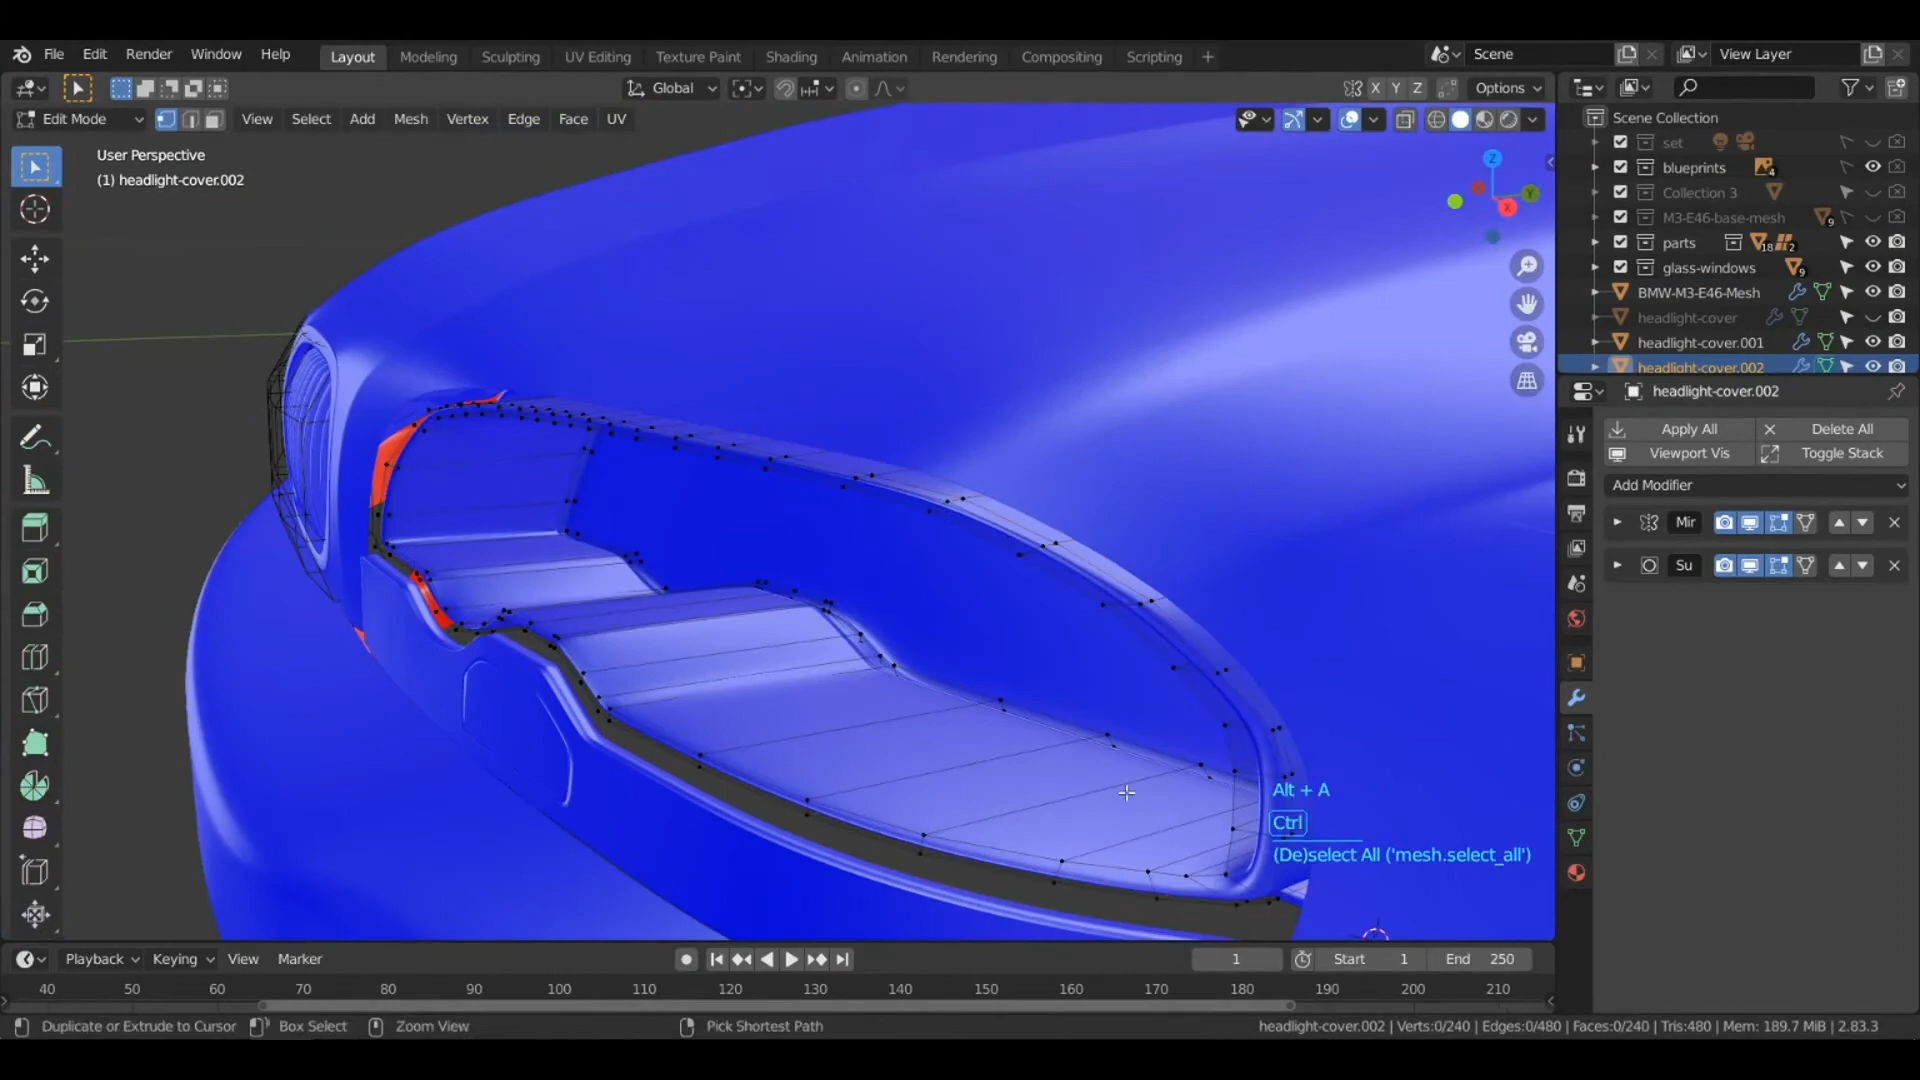 File Edit Render Window Help Layout Modeling Sculpting UV Editing Texture Paint Shading Animation Rendering Compositing Scripting + Scene View Layer
Global X Y Z Options
Edit Mode View Select Add Mesh Vertex Edge Face UV
User Perspective
(1) headlight-cover.002
Z
Y
X
Scene Collection
set
blueprints 4
Collection 3
M3-E46-base-mesh 9
parts 18 2
glass-windows 9
BMW-M3-E46-Mesh
headlight-cover
headlight-cover.001
headlight-cover.002
headlight-cover.002
Apply All Delete All
Viewport Vis Toggle Stack
Add Modifier
Mir
Su
Alt + A
Ctrl
(De)select All ('mesh.select_all')
Playback Keying View Marker 1 Start 1 End 250
40 50 60 70 80 90 100 110 120 130 140 150 160 170 180 190 200 210
Duplicate or Extrude to Cursor Box Select Zoom View Pick Shortest Path headlight-cover.002 | Verts:0/240 | Edges:0/480 | Faces:0/240 | Tris:480 | Mem: 189.7 MiB | 2.83.3